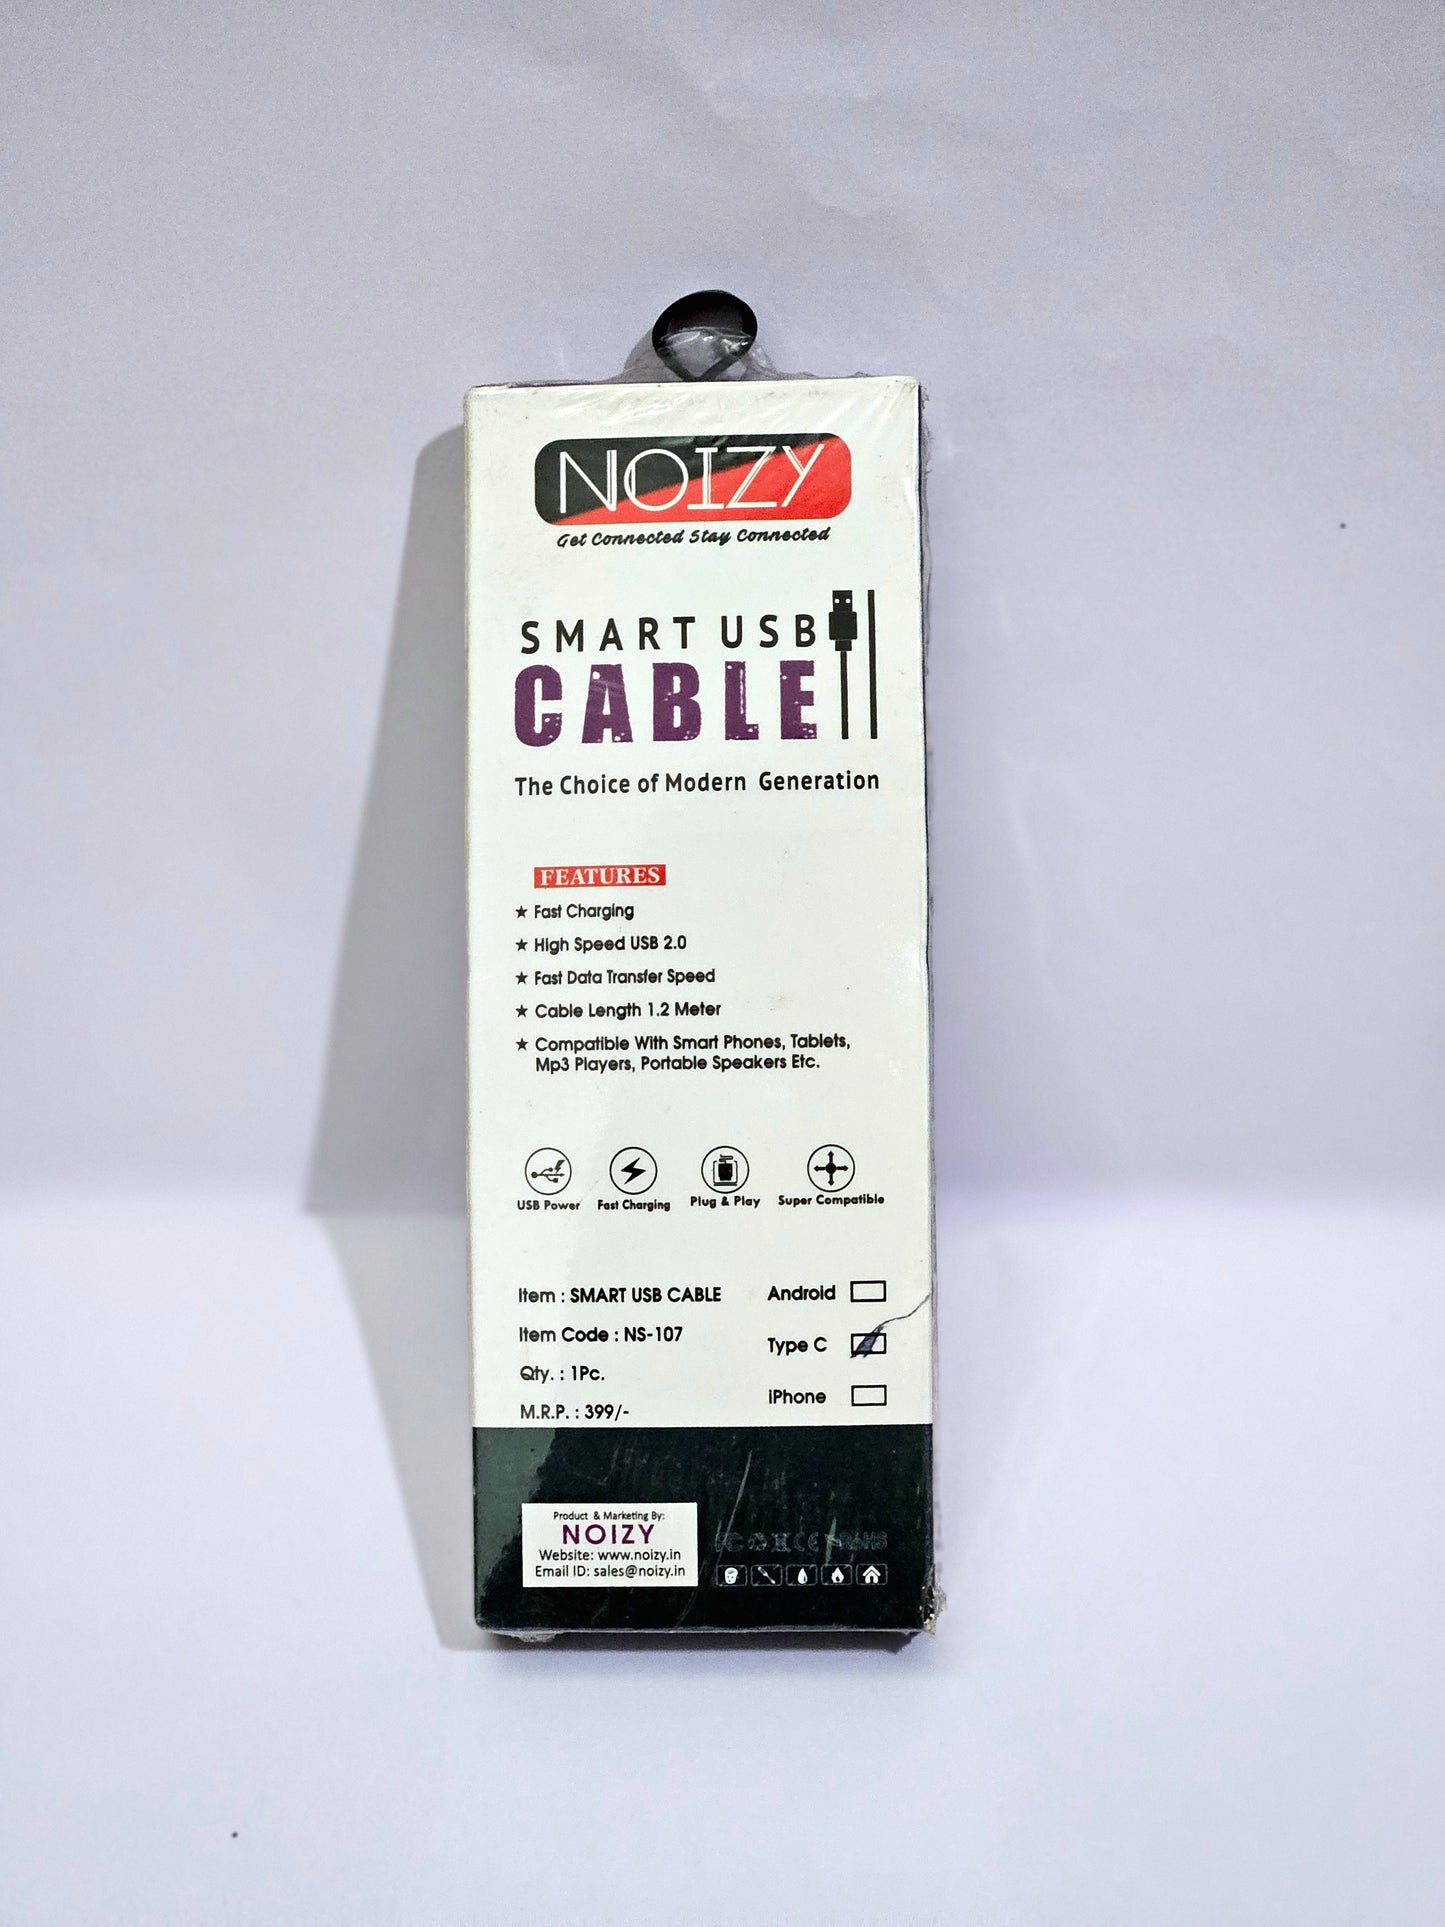 NOIZY
Get Connected Stay Connected
SMART USB
CABLE
The Choice of Modern Generation
FEATURES
★ Fast Charging
★ High Speed USB 2.0
★ Fast Data Transfer Speed
★ Cable Length 1.2 Meter
★ Compatible With Smart Phones, Tablets,
Mp3 Players, Portable Speakers Etc.
USB Power Fast Charging Plug & Play Super Compatible
Item : SMART USB CABLE
Item Code : NS-107
Qty. : 1Pc.
M.R.P. : 399/-
Android
Type C
iPhone
Product & Marketing By:
NOIZY
Website: www.noizy.in
Email ID: sales@noizy.in
FC CE RoHS